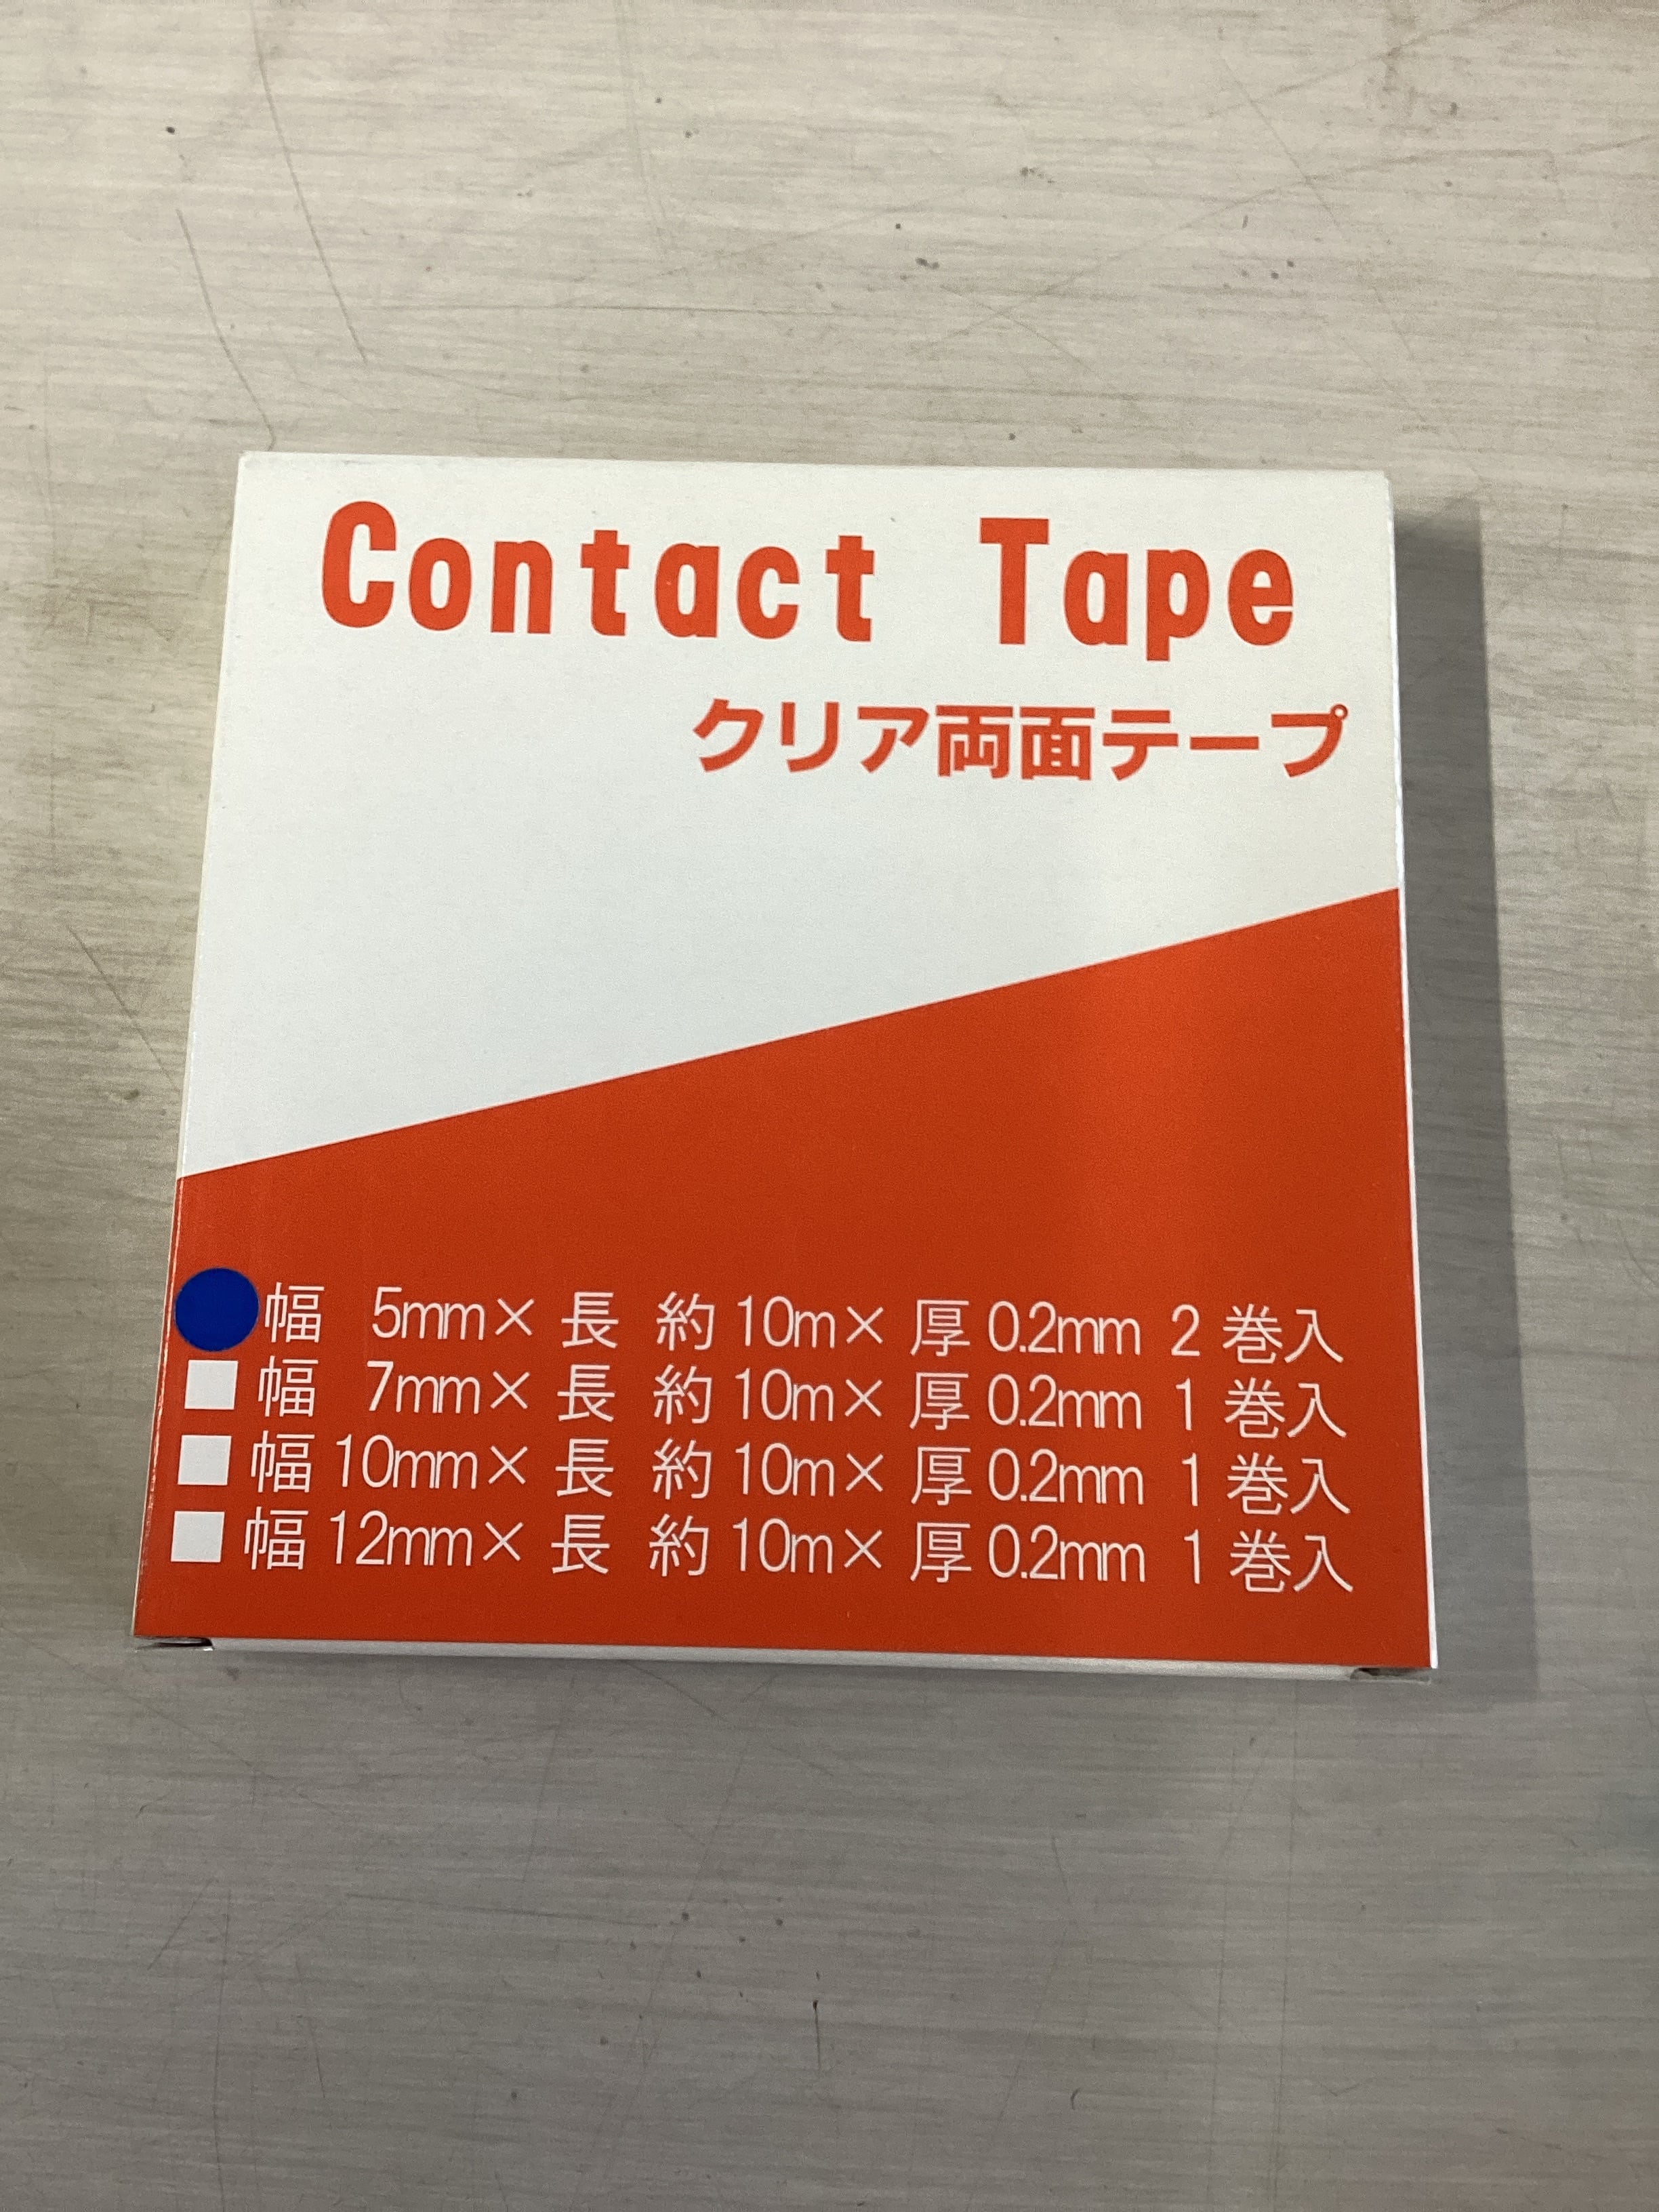 Contact Tape
クリア両面テープ
幅 5mm× 長 約 10m× 厚 0.2mm 2 巻入
幅 7mm× 長 約 10m× 厚 0.2mm 1 巻入
幅 10mm× 長 約 10m× 厚 0.2mm 1 巻入
幅 12mm× 長 約 10m× 厚 0.2mm 1 巻入